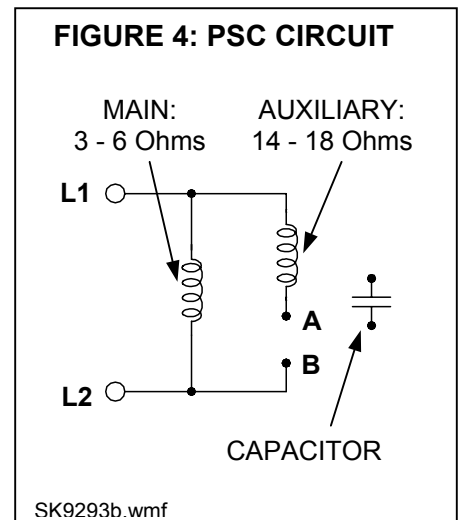 FIGURE 4: PSC CIRCUIT
MAIN:
3 - 6 Ohms
AUXILIARY:
14 - 18 Ohms
L1
A
B
L2
CAPACITOR
SK9293b.wmf